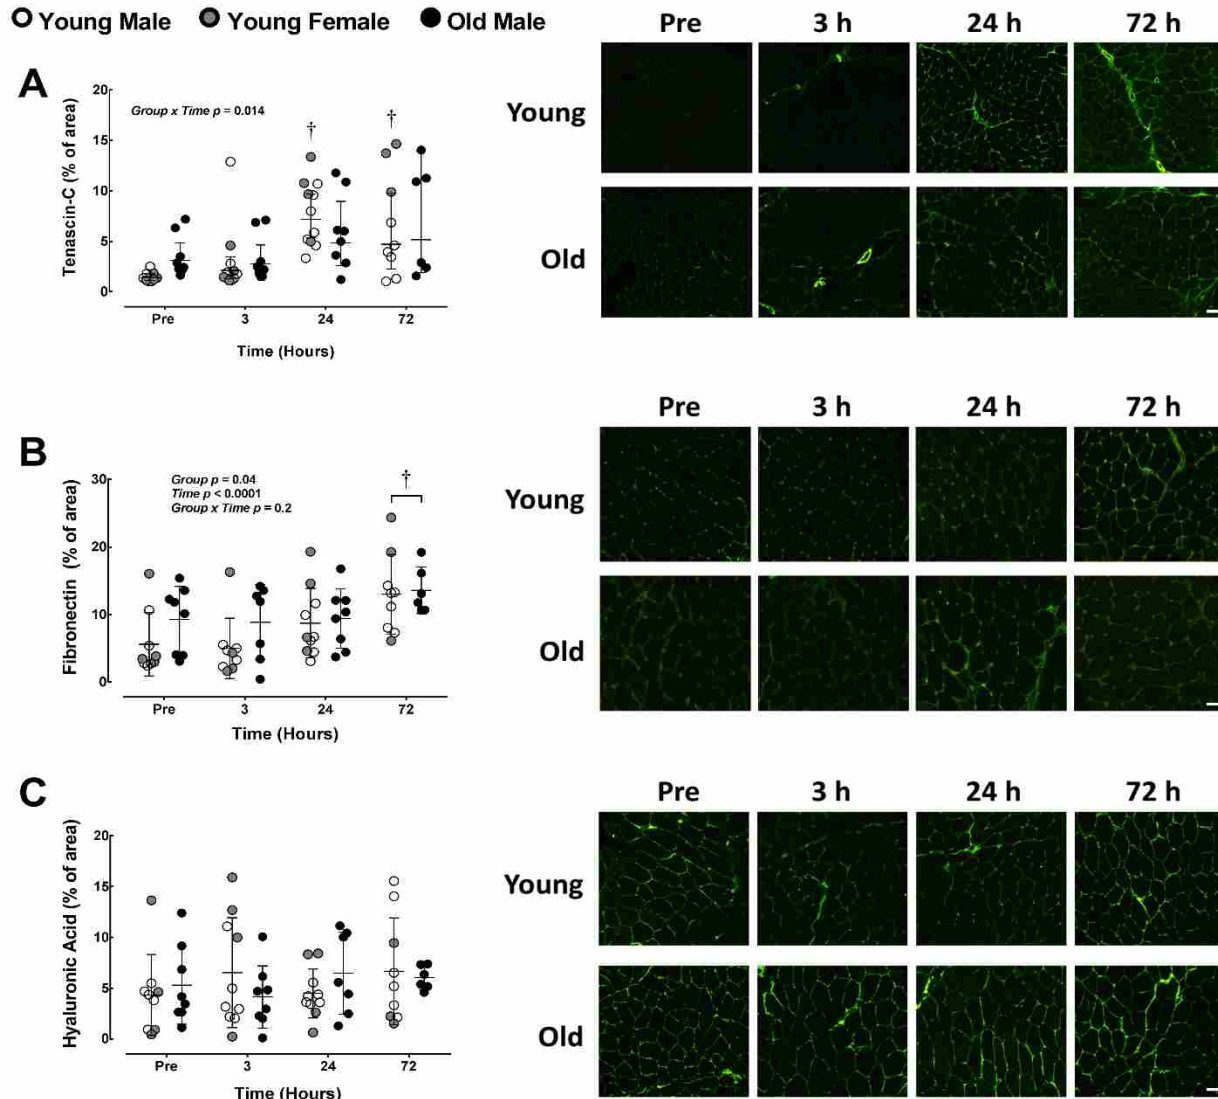 Young Male Young Female Old Male
A
Group x Time p = 0.014
†
†
Tenascin-C (% of area)
20
15
10
5
0
Pre 3 24 72
Time (Hours)
Pre 3 h 24 h 72 h
Young
Old
B
Group p = 0.04
Time p < 0.0001
Group x Time p = 0.2
†
Fibronectin (% of area)
30
20
10
0
Pre 3 24 72
Time (Hours)
Pre 3 h 24 h 72 h
Young
Old
C
Hyaluronic Acid (% of area)
20
15
10
5
0
Pre 3 24 72
Time (Hours)
Pre 3 h 24 h 72 h
Young
Old